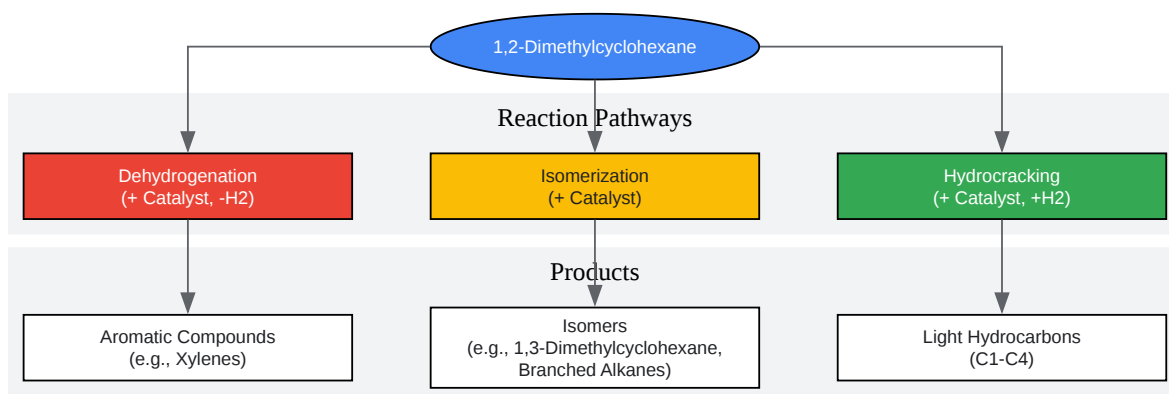 1,2-Dimethylcyclohexane
Reaction Pathways
Dehydrogenation
(+ Catalyst, -H2)
Isomerization
(+ Catalyst)
Hydrocracking
(+ Catalyst, +H2)
Products
Aromatic Compounds
(e.g., Xylenes)
Isomers
(e.g., 1,3-Dimethylcyclohexane,
Branched Alkanes)
Light Hydrocarbons
(C1-C4)